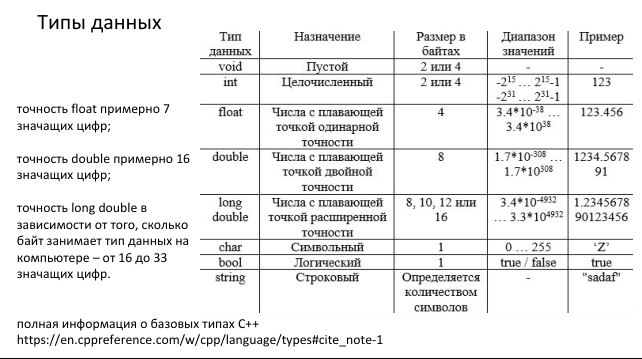 Типы данных
точность float примерно 7
значащих цифр;
точность double примерно 16
значащих цифр;
точность long double в
зависимости от того, сколько
байт занимает тип данных на
компьютере – от 16 до 33
значащих цифр.
Тип данных | Назначение | Размер в байтах | Диапазон значений | Пример
void | Пустой | 2 или 4 | - | -
int | Целочисленный | 2 или 4 | -2^15 … 2^15-1 -2^31 … 2^31-1 | 123
float | Числа с плавающей точкой одинарной точности | 4 | 3.4*10^-38 … 3.4*10^38 | 123.456
double | Числа с плавающей точкой двойной точности | 8 | 1.7*10^-308 … 1.7*10^308 | 1234.5678 91
long double | Числа с плавающей точкой расширенной точности | 8, 10, 12 или 16 | 3.4*10^-4932 … 3.3*10^4932 | 1.2345678 90123456
char | Символьный | 1 | 0 … 255 | ‘Z’
bool | Логический | 1 | true / false | true
string | Строковый | Определяется количеством символов | - | "sadaf"
полная информация о базовых типах C++
https://en.cppreference.com/w/cpp/language/types#cite_note-1